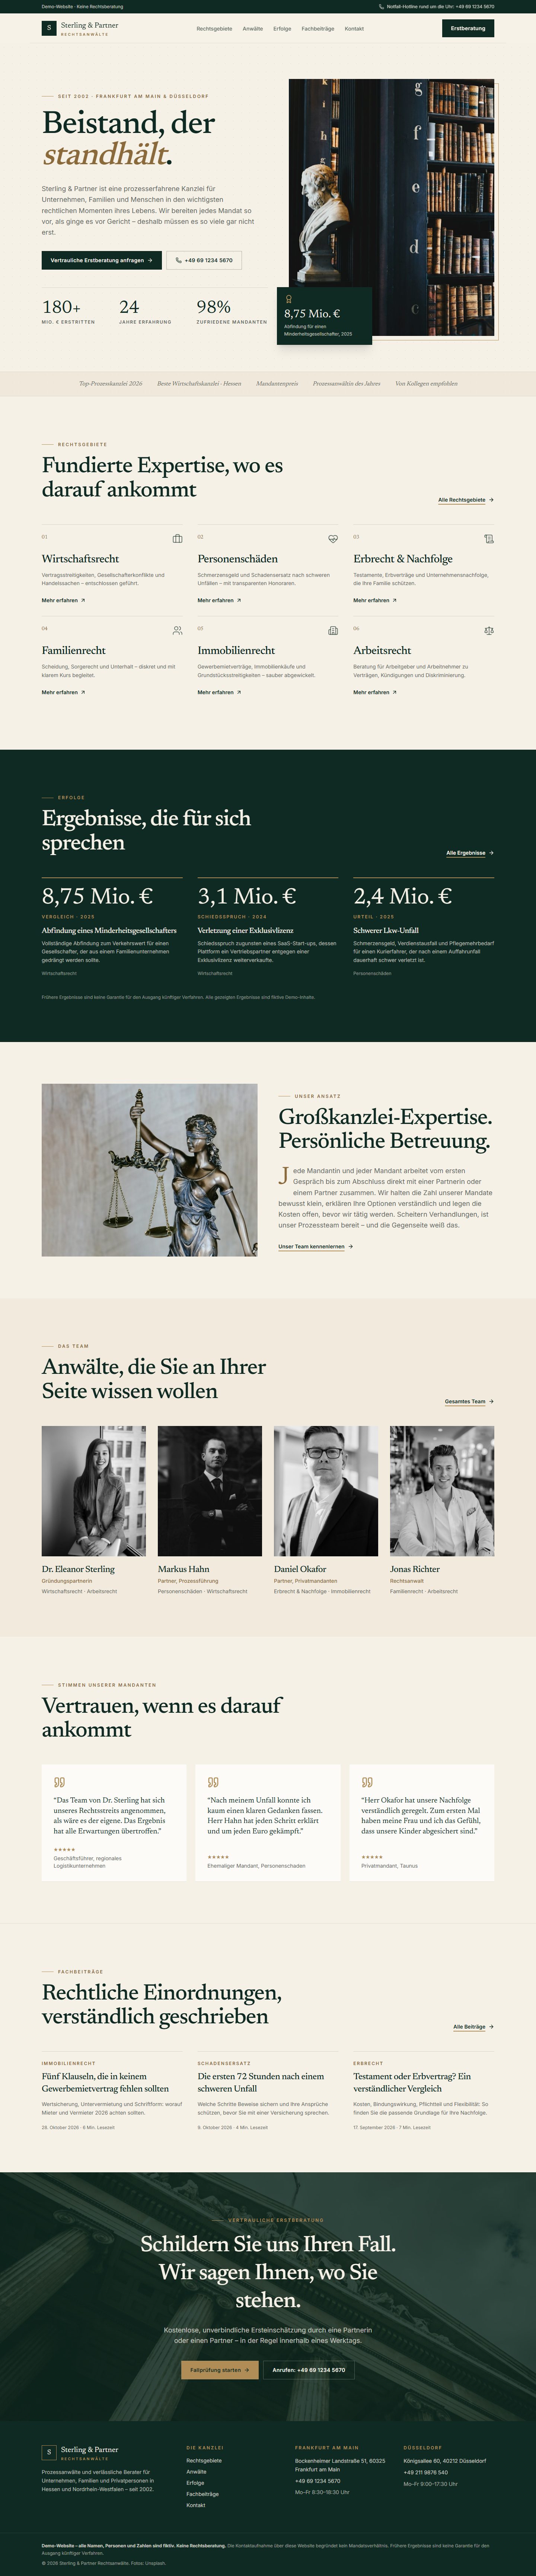 Demo-Website · Keine Rechtsberatung
Notfall-Hotline rund um die Uhr: +49 69 1234 5670
S
Sterling & Partner
RECHTSANWÄLTE
Rechtsgebiete
Anwälte
Erfolge
Fachbeiträge
Kontakt
Erstberatung
SEIT 2002 · FRANKFURT AM MAIN & DÜSSELDORF
Beistand, der
standhält.
Sterling & Partner ist eine prozesserfahrene Kanzlei für
Unternehmen, Familien und Menschen in den wichtigsten
rechtlichen Momenten ihres Lebens. Wir bereiten jedes Mandat so
vor, als ginge es vor Gericht – deshalb müssen es so viele gar nicht
erst.
Vertrauliche Erstberatung anfragen
+49 69 1234 5670
180+
MIO. € ERSTRITTEN
24
JAHRE ERFAHRUNG
98%
ZUFRIEDENE MANDANTEN
k
i
h
g
g
f
e
d
c
8,75 Mio. €
Abfindung für einen
Minderheitsgesellschafter, 2025
Top-Prozesskanzlei 2026
Beste Wirtschaftskanzlei · Hessen
Mandantenpreis
Prozessanwältin des Jahres
Von Kollegen empfohlen
RECHTSGEBIETE
Fundierte Expertise, wo es
darauf ankommt
Alle Rechtsgebiete
01
Wirtschaftsrecht
Vertragsstreitigkeiten, Gesellschafterkonflikte und
Handelssachen – entschlossen geführt.
Mehr erfahren
02
Personenschäden
Schmerzensgeld und Schadensersatz nach schweren
Unfällen – mit transparenten Honoraren.
Mehr erfahren
03
Erbrecht & Nachfolge
Testamente, Erbverträge und Unternehmensnachfolge,
die Ihre Familie schützen.
Mehr erfahren
04
Familienrecht
Scheidung, Sorgerecht und Unterhalt – diskret und mit
klarem Kurs begleitet.
Mehr erfahren
05
Immobilienrecht
Gewerbemietverträge, Immobilienkäufe und
Grundstücksstreitigkeiten – sauber abgewickelt.
Mehr erfahren
06
Arbeitsrecht
Beratung für Arbeitgeber und Arbeitnehmer zu
Verträgen, Kündigungen und Diskriminierung.
Mehr erfahren
ERFOLGE
Ergebnisse, die für sich
sprechen
Alle Ergebnisse
8,75 Mio. €
VERGLEICH · 2025
Abfindung eines Minderheitsgesellschafters
Vollständige Abfindung zum Verkehrswert für einen
Gesellschafter, der aus einem Familienunternehmen
gedrängt werden sollte.
Wirtschaftsrecht
3,1 Mio. €
SCHIEDSSPRUCH · 2024
Verletzung einer Exklusivlizenz
Schiedsspruch zugunsten eines SaaS-Start-ups, dessen
Plattform ein Vertriebspartner entgegen einer
Exklusivlizenz weiterverkaufte.
Wirtschaftsrecht
2,4 Mio. €
URTEIL · 2025
Schwerer Lkw-Unfall
Schmerzensgeld, Verdienstausfall und Pflegemehrbedarf
für einen Kurierfahrer, der nach einem Auffahrunfall
dauerhaft schwer verletzt ist.
Personenschäden
Frühere Ergebnisse sind keine Garantie für den Ausgang künftiger Verfahren. Alle gezeigten Ergebnisse sind fiktive Demo-Inhalte.
UNSER ANSATZ
Großkanzlei-Expertise.
Persönliche Betreuung.
Jede Mandantin und jeder Mandant arbeitet vom ersten
Gespräch bis zum Abschluss direkt mit einer Partnerin oder
einem Partner zusammen. Wir halten die Zahl unserer Mandate
bewusst klein, erklären Ihre Optionen verständlich und legen die
Kosten offen, bevor wir tätig werden. Scheitern Verhandlungen, ist
unser Prozessteam bereit – und die Gegenseite weiß das.
Unser Team kennenlernen
DAS TEAM
Anwälte, die Sie an Ihrer
Seite wissen wollen
Gesamtes Team
Dr. Eleanor Sterling
Gründungspartnerin
Wirtschaftsrecht · Arbeitsrecht
Markus Hahn
Partner, Prozessführung
Personenschäden · Wirtschaftsrecht
Daniel Okafor
Partner, Privatmandanten
Erbrecht & Nachfolge · Immobilienrecht
Jonas Richter
Rechtsanwalt
Familienrecht · Arbeitsrecht
STIMMEN UNSERER MANDANTEN
Vertrauen, wenn es darauf
ankommt
"Das Team von Dr. Sterling hat sich
unseres Rechtsstreits angenommen,
als wäre es der eigene. Das Ergebnis
hat alle Erwartungen übertroffen."
★★★★★
Geschäftsführer, regionales
Logistikunternehmen
"Nach meinem Unfall konnte ich
kaum einen klaren Gedanken fassen.
Herr Hahn hat jeden Schritt erklärt
und um jeden Euro gekämpft."
★★★★★
Ehemaliger Mandant, Personenschaden
"Herr Okafor hat unsere Nachfolge
verständlich geregelt. Zum ersten Mal
haben meine Frau und ich das Gefühl,
dass unsere Kinder abgesichert sind."
★★★★★
Privatmandant, Taunus
FACHBEITRÄGE
Rechtliche Einordnungen,
verständlich geschrieben
Alle Beiträge
IMMOBILIENRECHT
Fünf Klauseln, die in keinem
Gewerbemietvertrag fehlen sollten
Wertsicherung, Untervermietung und Schriftform: worauf
Mieter und Vermieter 2026 achten sollten.
28. Oktober 2026 · 6 Min. Lesezeit
SCHADENSERSATZ
Die ersten 72 Stunden nach einem
schweren Unfall
Welche Schritte Beweise sichern und Ihre Ansprüche
schützen, bevor Sie mit einer Versicherung sprechen.
9. Oktober 2026 · 4 Min. Lesezeit
ERBRECHT
Testament oder Erbvertrag? Ein
verständlicher Vergleich
Kosten, Bindungswirkung, Pflichtteil und Flexibilität: So
finden Sie die passende Grundlage für Ihre Nachfolge.
17. September 2026 · 7 Min. Lesezeit
VERTRAULICHE ERSTBERATUNG
Schildern Sie uns Ihren Fall.
Wir sagen Ihnen, wo Sie
stehen.
Kostenlose, unverbindliche Ersteinschätzung durch eine Partnerin
oder einen Partner – in der Regel innerhalb eines Werktags.
Fallprüfung starten
Anrufen: +49 69 1234 5670
S
Sterling & Partner
RECHTSANWÄLTE
Prozessanwälte und verlässliche Berater für
Unternehmen, Familien und Privatpersonen in
Hessen und Nordrhein-Westfalen – seit 2002.
DIE KANZLEI
Rechtsgebiete
Anwälte
Erfolge
Fachbeiträge
Kontakt
FRANKFURT AM MAIN
Bockenheimer Landstraße 51, 60325
Frankfurt am Main
+49 69 1234 5670
Mo–Fr 8:30–18:30 Uhr
DÜSSELDORF
Königsallee 60, 40212 Düsseldorf
+49 211 9876 540
Mo–Fr 9:00–17:30 Uhr
Demo-Website – alle Namen, Personen und Zahlen sind fiktiv. Keine Rechtsberatung. Die Kontaktaufnahme über diese Website begründet kein Mandatsverhältnis. Frühere Ergebnisse sind keine Garantie für den
Ausgang künftiger Verfahren.
© 2026 Sterling & Partner Rechtsanwälte. Fotos: Unsplash.